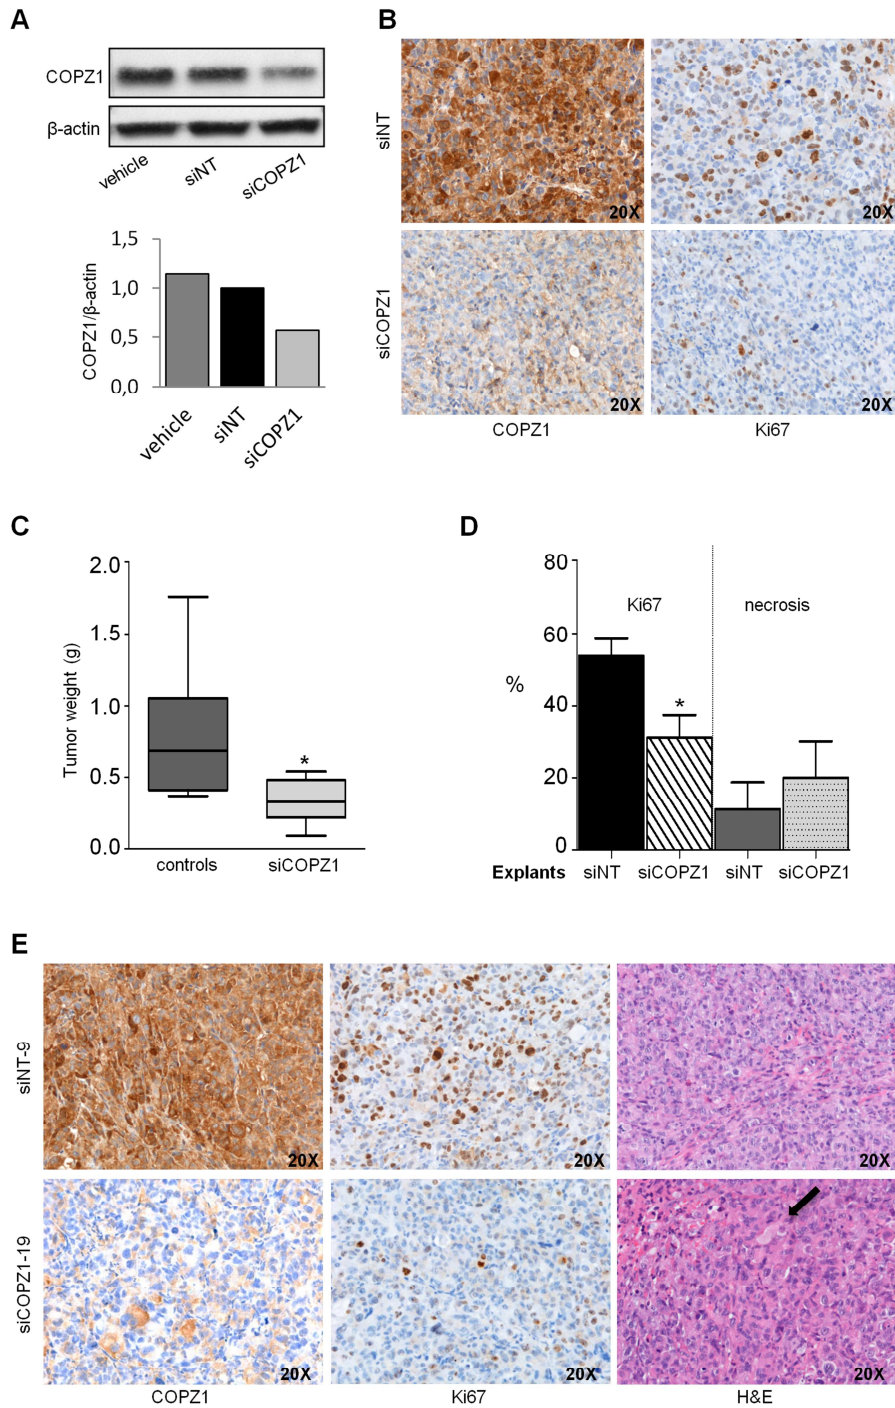 A
COPZ1
β-actin
vehicle
siNT
siCOPZ1
1,5
1,0
0,5
0,0
COPZ1/β-actin
vehicle
siNT
siCOPZ1
B
siNT
20X
20X
siCOPZ1
20X
20X
COPZ1
Ki67
C
2.0
1.5
1.0
0.5
0.0
Tumor weight (g)
*
controls
siCOPZ1
D
80
60
40
20
0
%
Ki67
necrosis
*
Explants siNT siCOPZ1 siNT siCOPZ1
E
siNT-9
20X
20X
20X
siCOPZ1-19
20X
20X
20X
COPZ1
Ki67
H&E